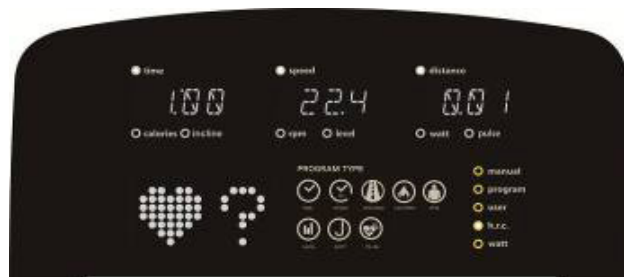 time speed distance
1:00 22.4 0.01
calories incline rpm level watt pulse
PROGRAM TYPE
manual
program
user
h.r.c.
watt
?